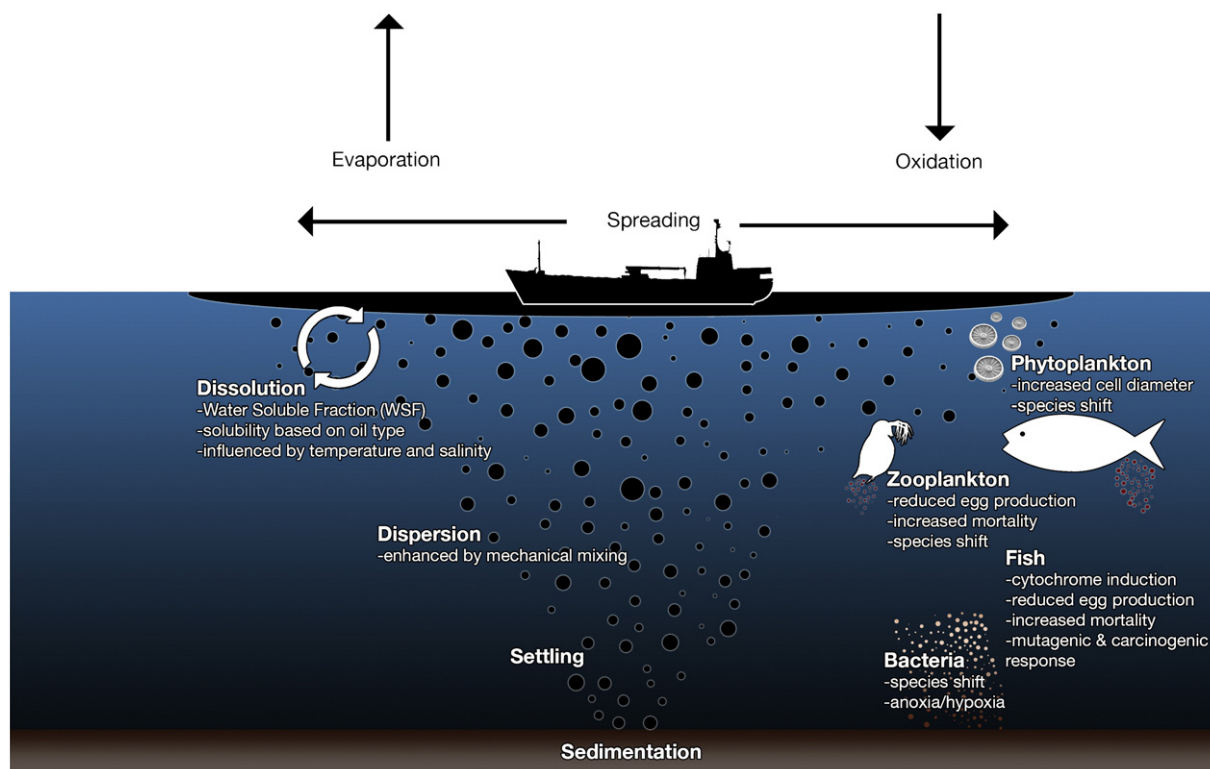 Evaporation
Oxidation
Spreading
Dissolution
-Water Soluble Fraction (WSF)
-solubility based on oil type
-influenced by temperature and salinity
Phytoplankton
-increased cell diameter
-species shift
Zooplankton
-reduced egg production
-increased mortality
-species shift
Dispersion
-enhanced by mechanical mixing
Fish
-cytochrome induction
-reduced egg production
-increased mortality
-mutagenic & carcinogenic
response
Settling
Bacteria
-species shift
-anoxia/hypoxia
Sedimentation